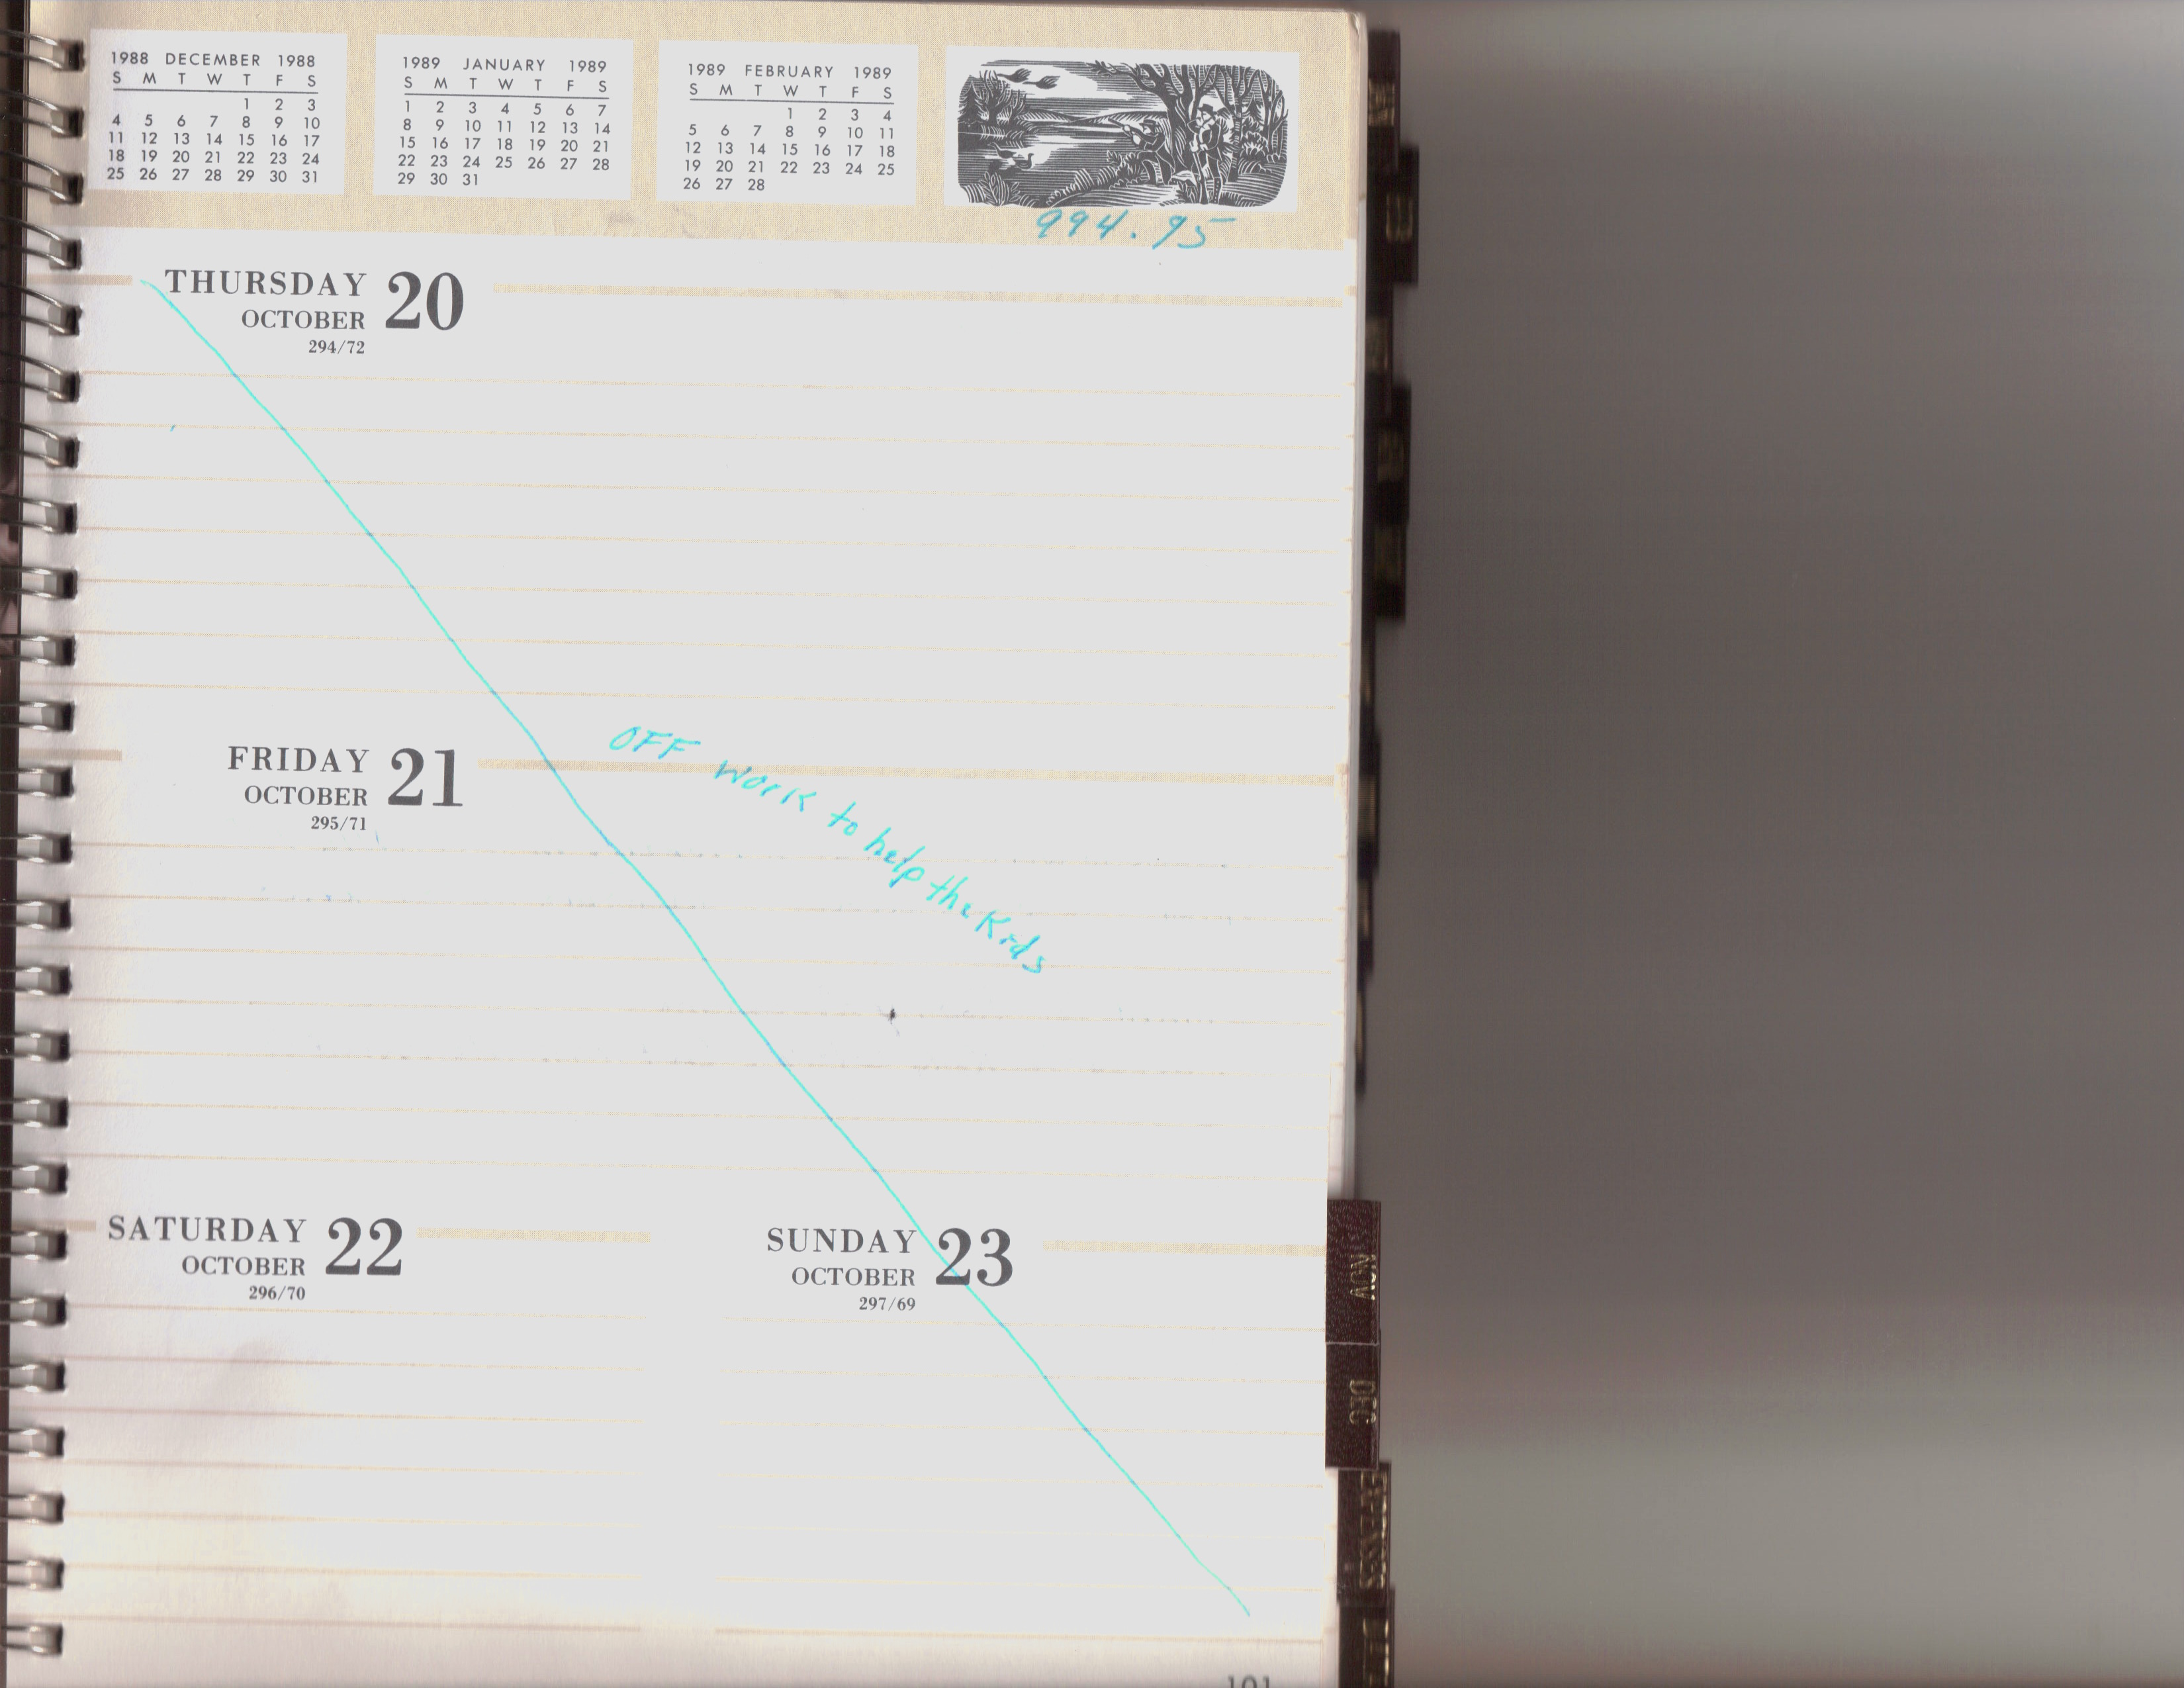 1988 DECEMBER 1988
S M T W T F S
1 2 3
4 5 6 7 8 9 10
11 12 13 14 15 16 17
18 19 20 21 22 23 24
25 26 27 28 29 30 31
1989 JANUARY 1989
S M T W T F S
1 2 3 4 5 6 7
8 9 10 11 12 13 14
15 16 17 18 19 20 21
22 23 24 25 26 27 28
29 30 31
1989 FEBRUARY 1989
S M T W T F S
1 2 3 4
5 6 7 8 9 10 11
12 13 14 15 16 17 18
19 20 21 22 23 24 25
26 27 28
994.95
THURSDAY 20
OCTOBER
294/72
FRIDAY 21
OCTOBER
295/71
OFF work to help the Kids
SATURDAY 22
OCTOBER
296/70
SUNDAY 23
OCTOBER
297/69
NOV
DEC
EXPENSES
101